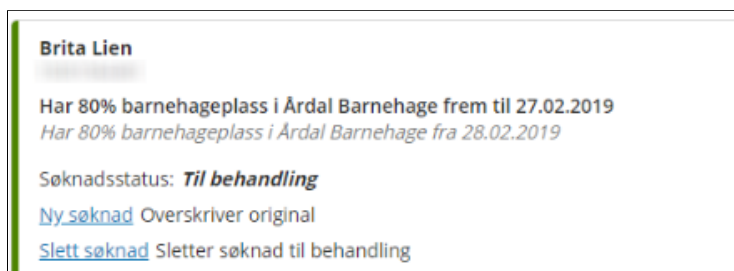 Brita Lien
Har 80% barnehageplass i Årdal Barnehage frem til 27.02.2019
Har 80% barnehageplass i Årdal Barnehage fra 28.02.2019
Søknadsstatus: Til behandling
Ny søknad Overskriver original
Slett søknad Sletter søknad til behandling